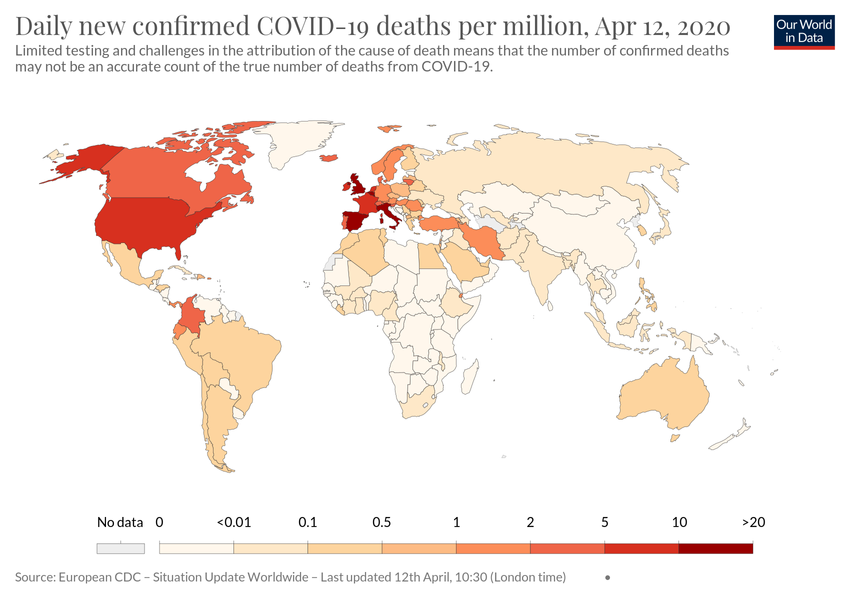 Daily new confirmed COVID-19 deaths per million, Apr 12, 2020
Our World
in Data
Limited testing and challenges in the attribution of the cause of death means that the number of confirmed deaths
may not be an accurate count of the true number of deaths from COVID-19.
No data 0 <0.01 0.1 0.5 1 2 5 10 >20
Source: European CDC – Situation Update Worldwide – Last updated 12th April, 10:30 (London time) •